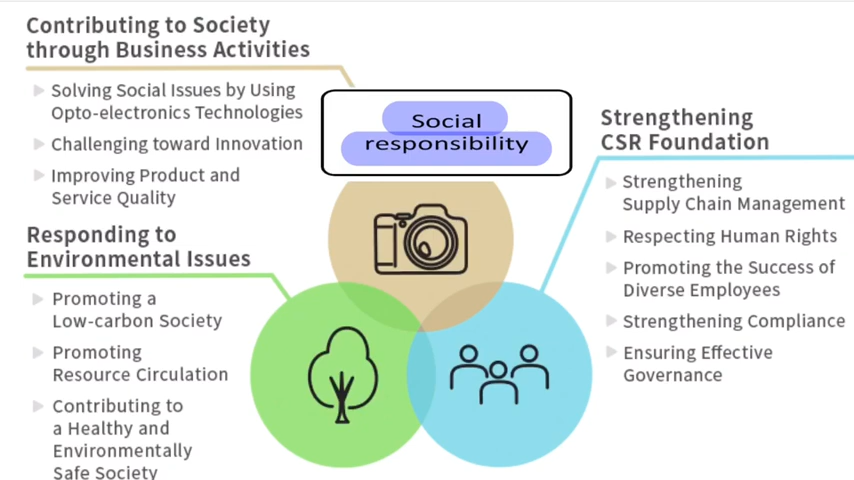 Contributing to Society
through Business Activities
Solving Social Issues by Using
Opto-electronics Technologies
Challenging toward Innovation
Improving Product and
Service Quality
Social
responsibility
Responding to
Environmental Issues
Promoting a
Low-carbon Society
Promoting
Resource Circulation
Contributing to
a Healthy and
Environmentally
Safe Society
Strengthening
CSR Foundation
Strengthening
Supply Chain Management
Respecting Human Rights
Promoting the Success of
Diverse Employees
Strengthening Compliance
Ensuring Effective
Governance